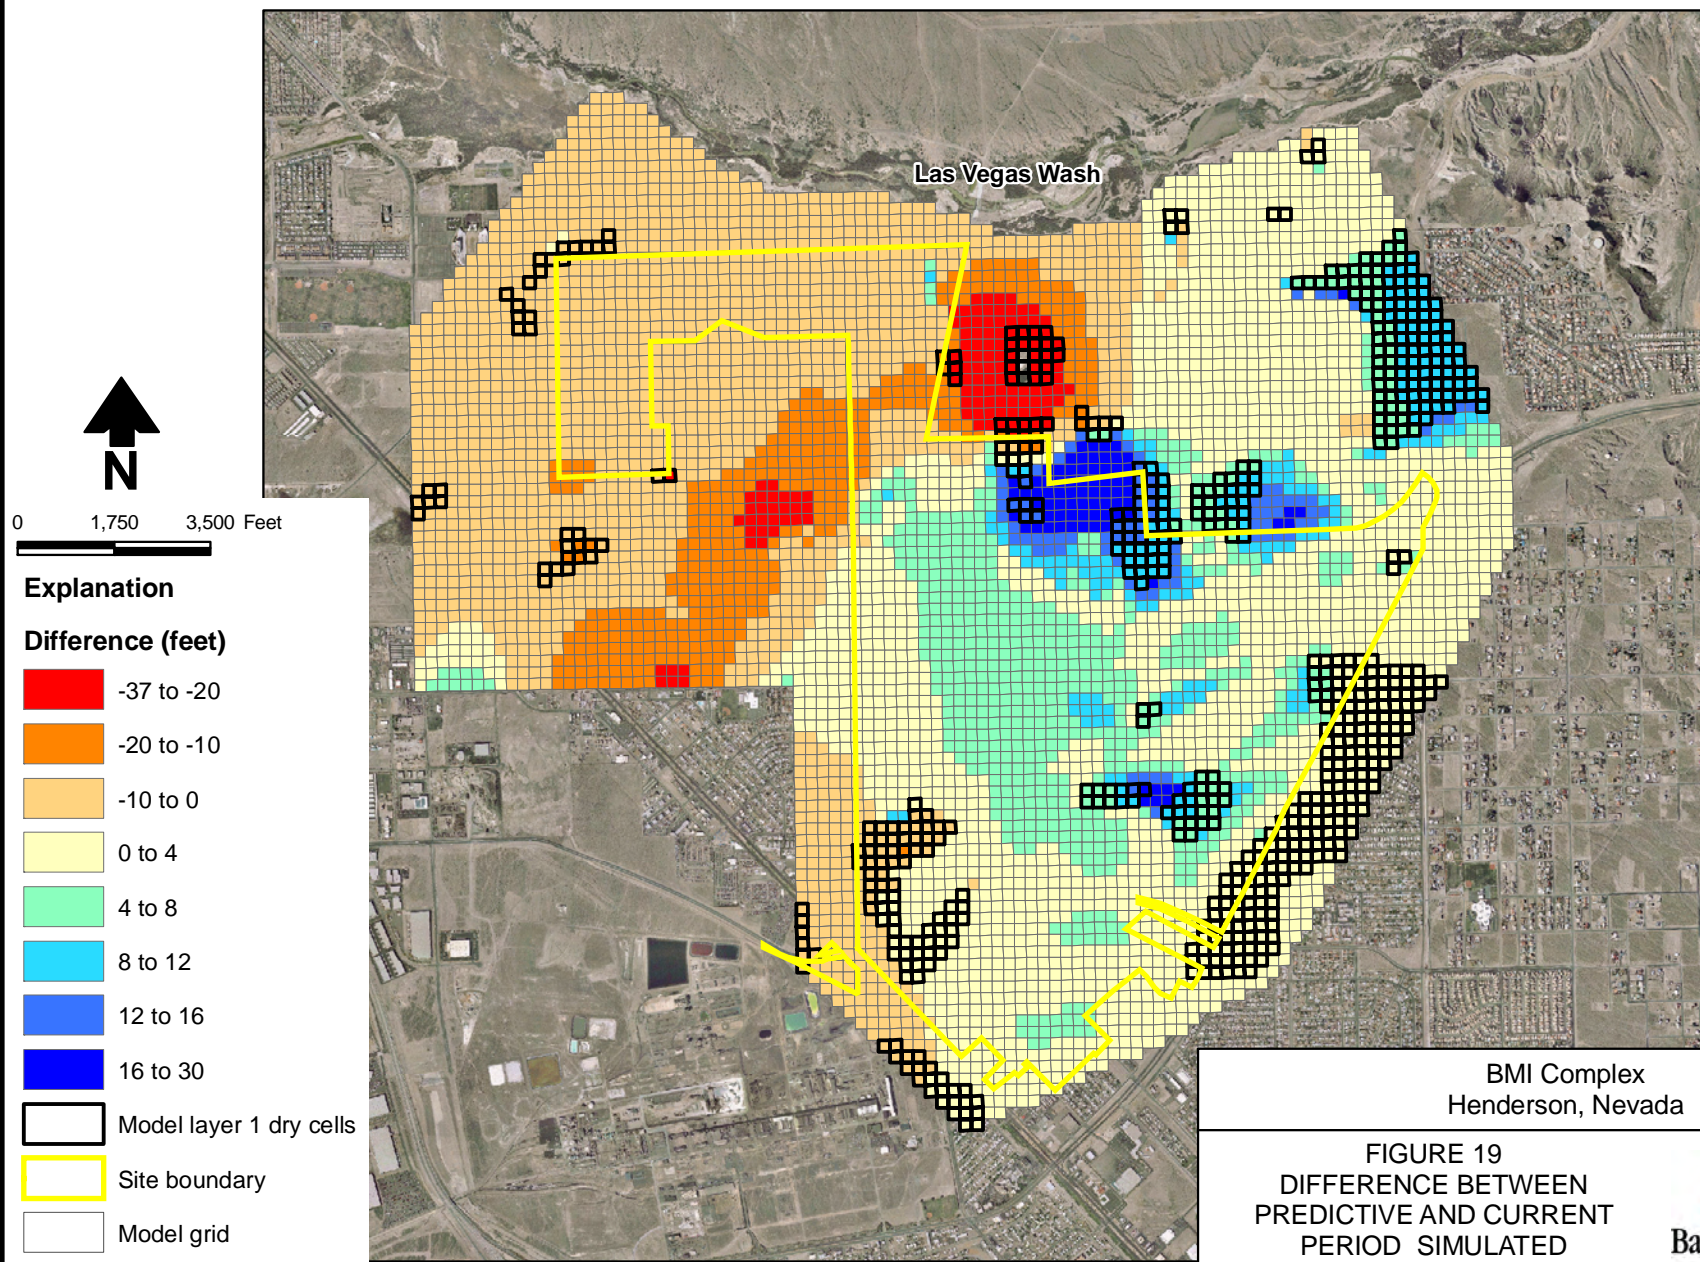 Las Vegas Wash
N
0 1,750 3,500 Feet
Explanation
Difference (feet)
-37 to -20
-20 to -10
-10 to 0
0 to 4
4 to 8
8 to 12
12 to 16
16 to 30
Model layer 1 dry cells
Site boundary
Model grid
BMI Complex
Henderson, Nevada
FIGURE 19
DIFFERENCE BETWEEN
PREDICTIVE AND CURRENT
PERIOD SIMULATED
Ba